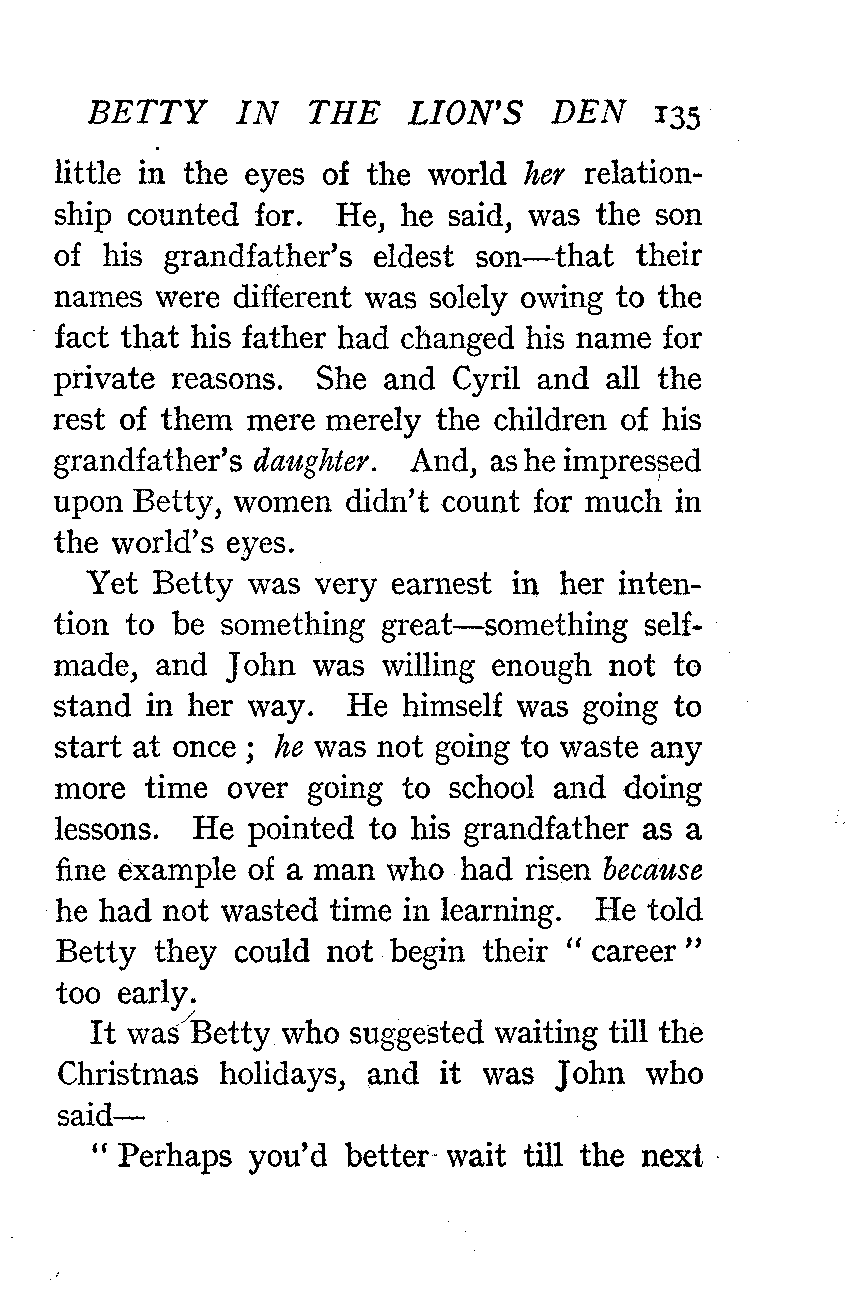 BETTY IN THE LION'S DEN 135
little in the eyes of the world her relation-
ship counted for. He, he said, was the son
of his grandfather's eldest son—that their
names were different was solely owing to the
fact that his father had changed his name for
private reasons. She and Cyril and all the
rest of them mere merely the children of his
grandfather's daughter. And, as he impressed
upon Betty, women didn't count for much in
the world's eyes.
Yet Betty was very earnest in her inten-
tion to be something great—something self-
made, and John was willing enough not to
stand in her way. He himself was going to
start at once ; he was not going to waste any
more time over going to school and doing
lessons. He pointed to his grandfather as a
fine example of a man who had risen because
he had not wasted time in learning. He told
Betty they could not begin their " career "
too early.
It was Betty who suggested waiting till the
Christmas holidays, and it was John who
said—
" Perhaps you'd better wait till the next